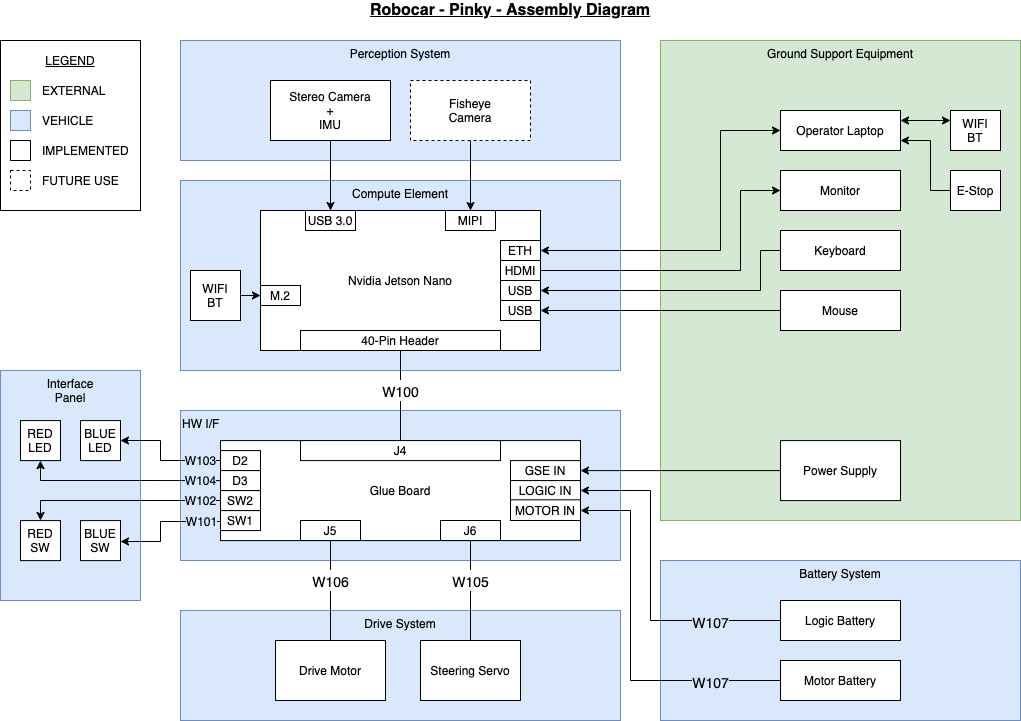 Robocar - Pinky - Assembly Diagram
LEGEND
EXTERNAL
VEHICLE
IMPLEMENTED
FUTURE USE
Perception System
Stereo Camera
+
IMU
Fisheye
Camera
Compute Element
USB 3.0
MIPI
Nvidia Jetson Nano
ETH
HDMI
USB
USB
WIFI
BT
M.2
40-Pin Header
W100
Ground Support Equipment
Operator Laptop
WIFI
BT
Monitor
E-Stop
Keyboard
Mouse
Power Supply
Interface
Panel
RED
LED
BLUE
LED
RED
SW
BLUE
SW
W103
W104
W102
W101
HW I/F
D2
D3
SW2
SW1
J4
Glue Board
GSE IN
LOGIC IN
MOTOR IN
J5
J6
W106
W105
Drive System
Drive Motor
Steering Servo
Battery System
W107
Logic Battery
W107
Motor Battery